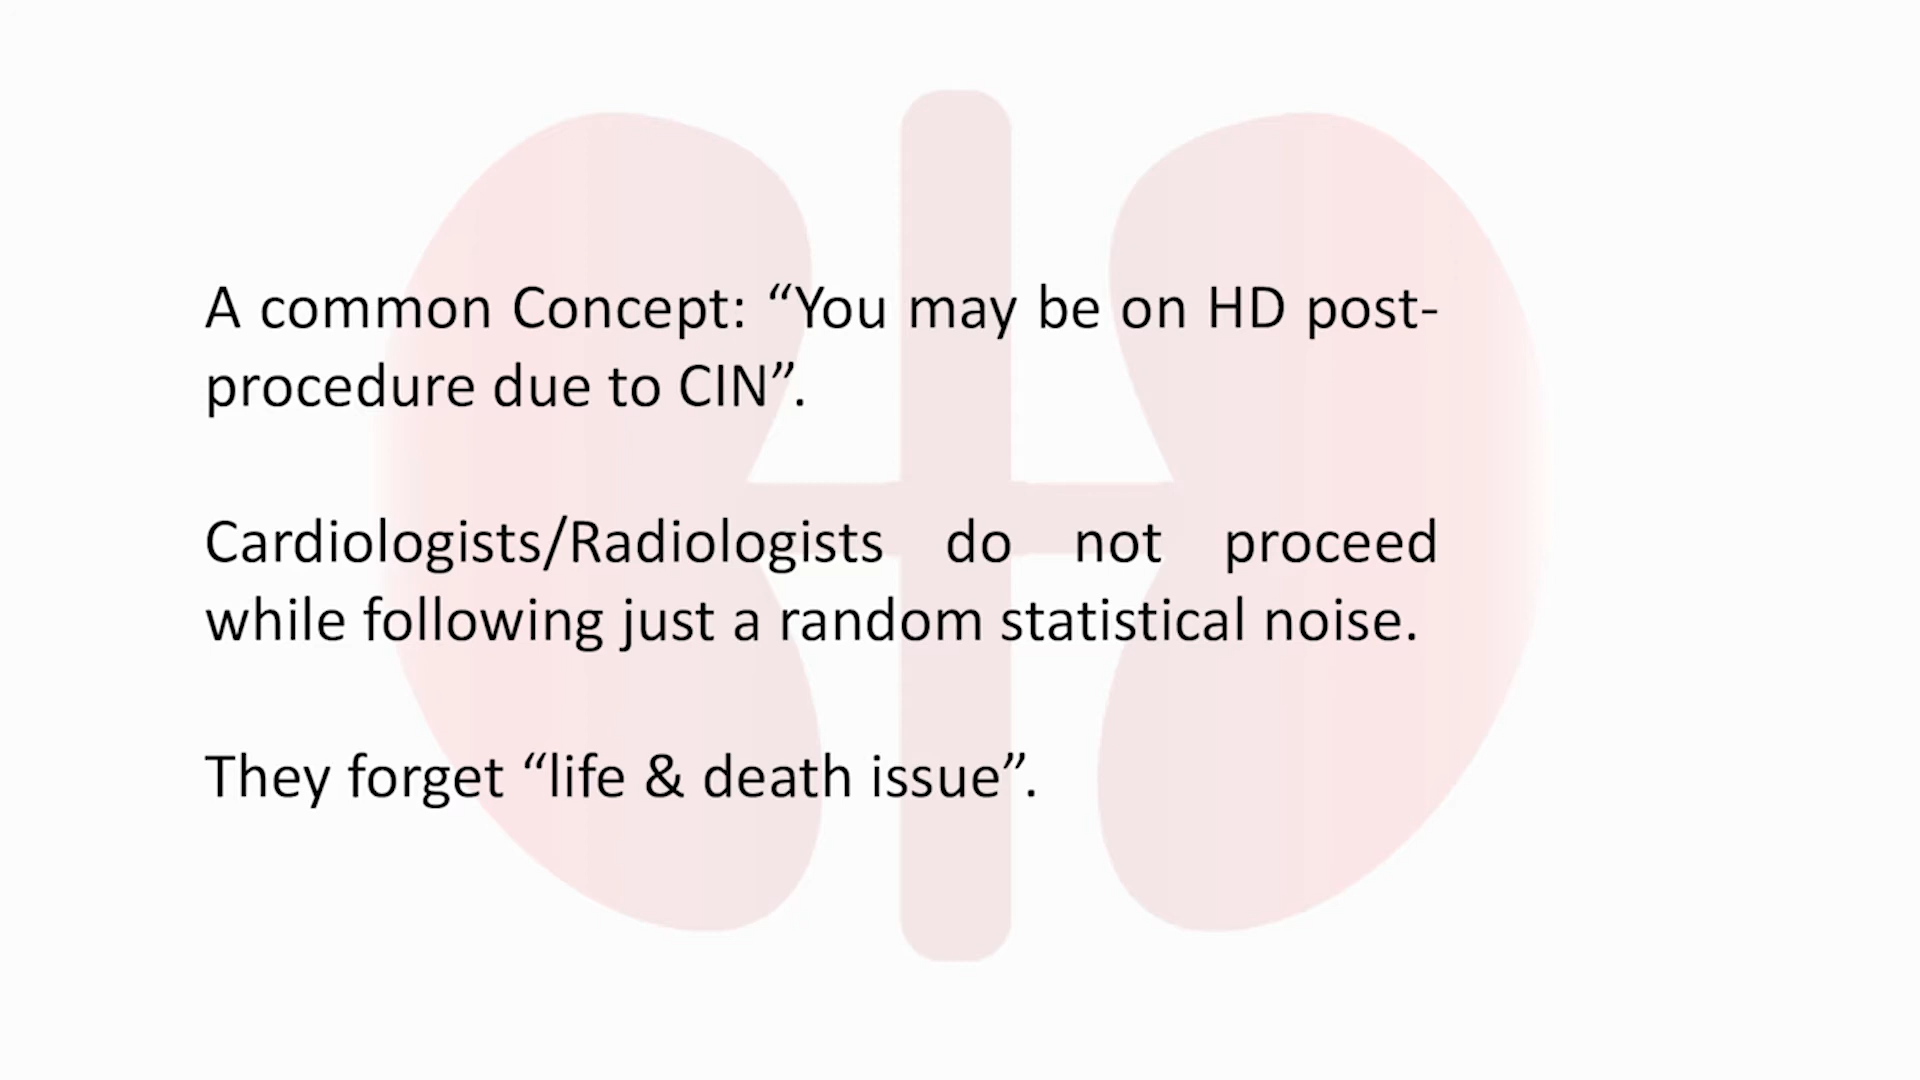 A common Concept: “You may be on HD post-
procedure due to CIN”.
Cardiologists/Radiologists do not proceed
while following just a random statistical noise.
They forget “life & death issue”.